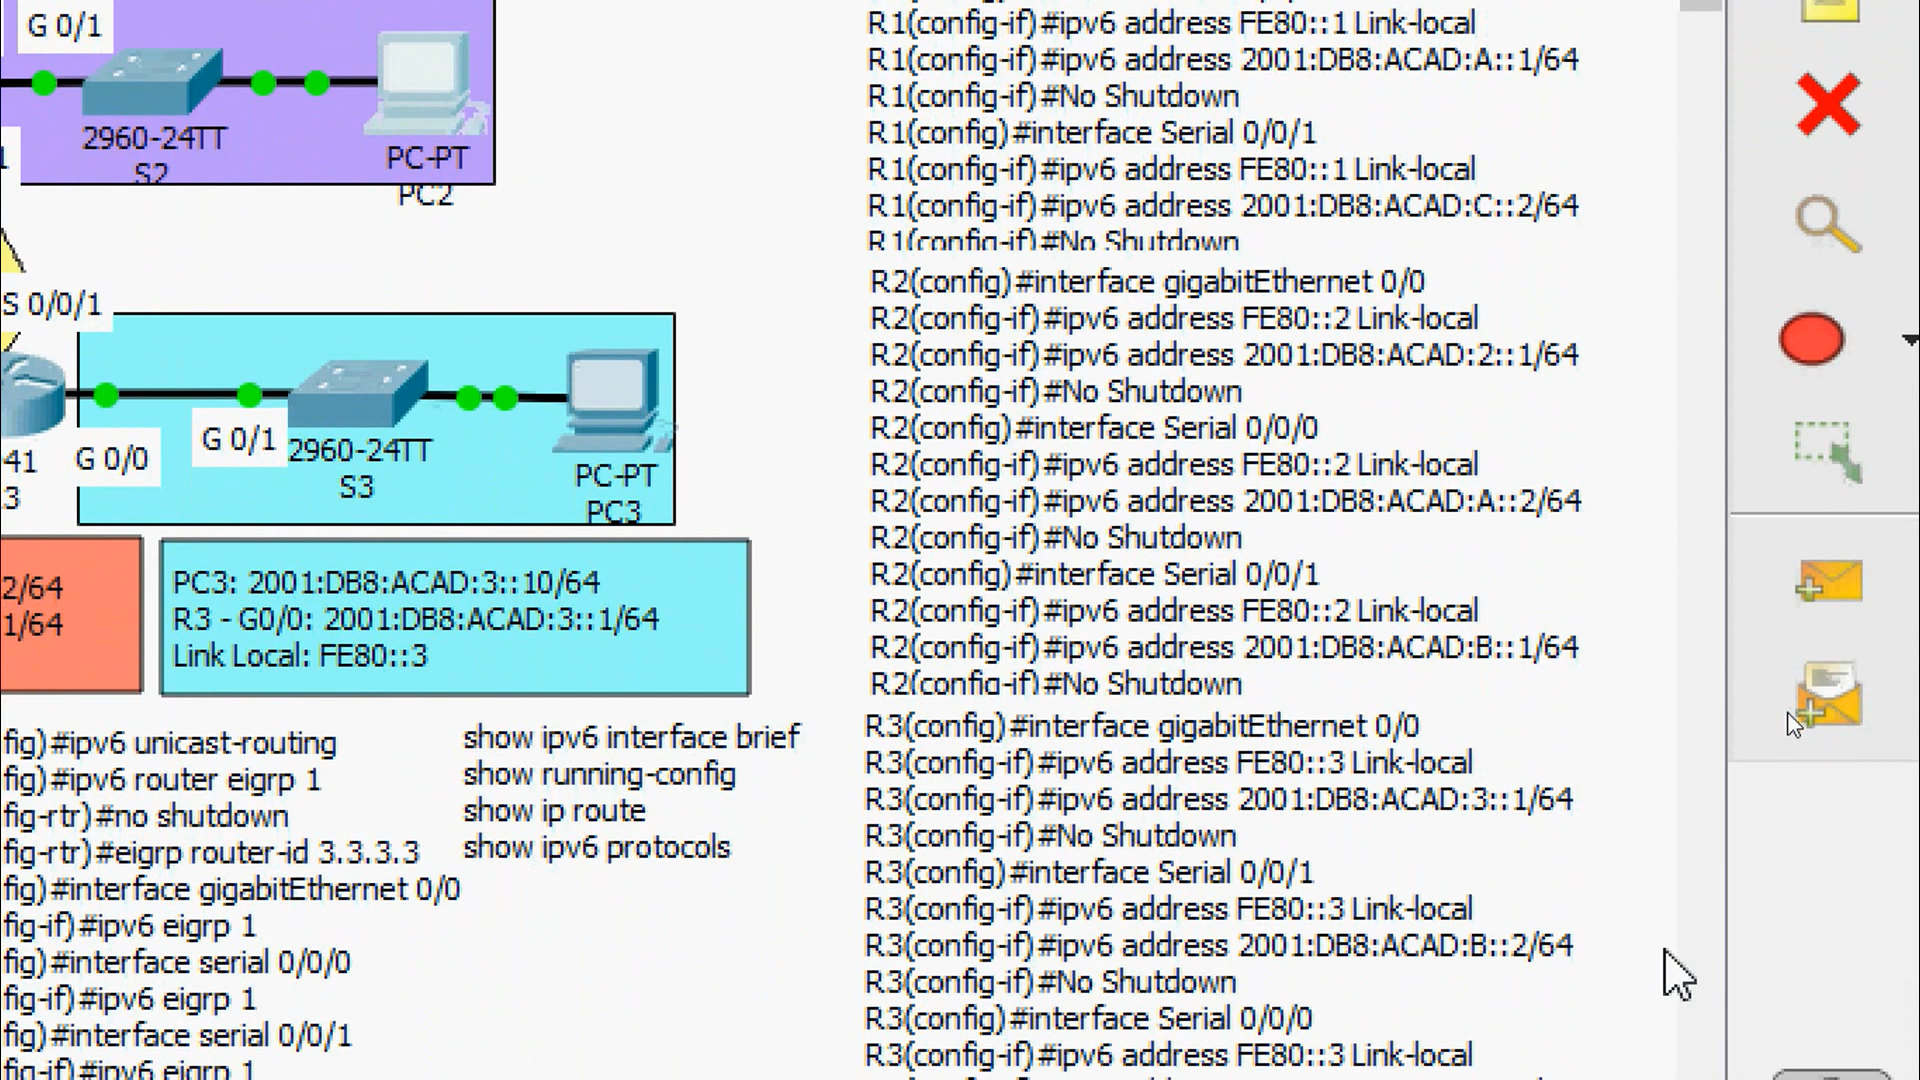 G 0/1
2960-24TT
S2
PC-PT
PC2
S 0/0/1
G 0/0
G 0/1
2960-24TT
S3
PC-PT
PC3
41
3
2/64
1/64
PC3: 2001:DB8:ACAD:3::10/64
R3 - G0/0: 2001:DB8:ACAD:3::1/64
Link Local: FE80::3
fig)#ipv6 unicast-routing
fig)#ipv6 router eigrp 1
fig-rtr)#no shutdown
fig-rtr)#eigrp router-id 3.3.3.3
fig)#interface gigabitEthernet 0/0
fig-if)#ipv6 eigrp 1
fig)#interface serial 0/0/0
fig-if)#ipv6 eigrp 1
fig)#interface serial 0/0/1
fig-if)#ipv6 eigrp 1
show ipv6 interface brief
show running-config
show ip route
show ipv6 protocols
R1(config-if)#ipv6 address FE80::1 Link-local
R1(config-if)#ipv6 address 2001:DB8:ACAD:A::1/64
R1(config-if)#No Shutdown
R1(config)#interface Serial 0/0/1
R1(config-if)#ipv6 address FE80::1 Link-local
R1(config-if)#ipv6 address 2001:DB8:ACAD:C::2/64
R1(config-if)#No Shutdown
R2(config)#interface gigabitEthernet 0/0
R2(config-if)#ipv6 address FE80::2 Link-local
R2(config-if)#ipv6 address 2001:DB8:ACAD:2::1/64
R2(config-if)#No Shutdown
R2(config)#interface Serial 0/0/0
R2(config-if)#ipv6 address FE80::2 Link-local
R2(config-if)#ipv6 address 2001:DB8:ACAD:A::2/64
R2(config-if)#No Shutdown
R2(config)#interface Serial 0/0/1
R2(config-if)#ipv6 address FE80::2 Link-local
R2(config-if)#ipv6 address 2001:DB8:ACAD:B::1/64
R2(config-if)#No Shutdown
R3(config)#interface gigabitEthernet 0/0
R3(config-if)#ipv6 address FE80::3 Link-local
R3(config-if)#ipv6 address 2001:DB8:ACAD:3::1/64
R3(config-if)#No Shutdown
R3(config)#interface Serial 0/0/1
R3(config-if)#ipv6 address FE80::3 Link-local
R3(config-if)#ipv6 address 2001:DB8:ACAD:B::2/64
R3(config-if)#No Shutdown
R3(config)#interface Serial 0/0/0
R3(config-if)#ipv6 address FE80::3 Link-local